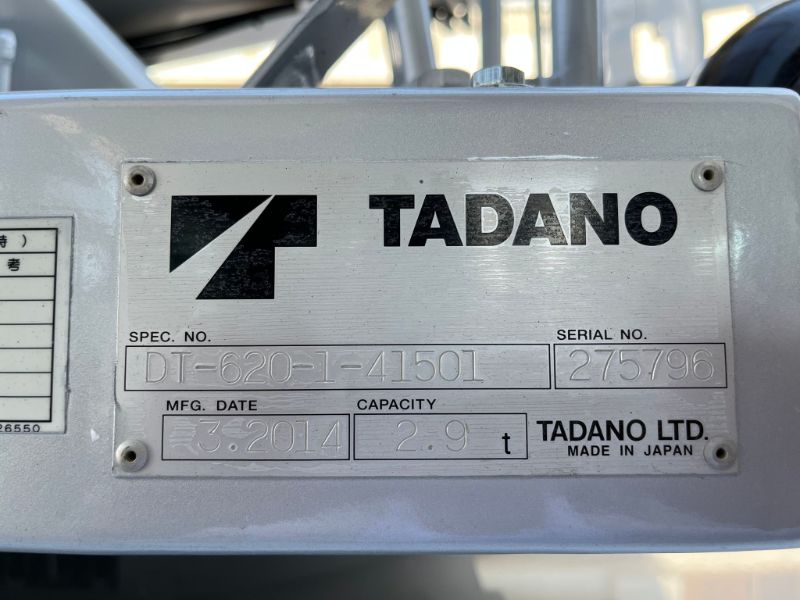 TADANO
SPEC. NO.
DT-620-1-41501
SERIAL NO.
275796
MFG. DATE
3.2014
CAPACITY
2.9 t
TADANO LTD.
MADE IN JAPAN
時）
考
26550